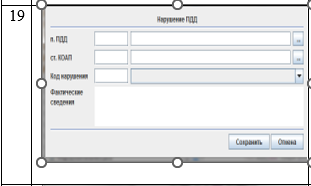 19
Нарушение ПДД
п. ПДД
...
ст. КОАП
...
Код нарушения
Фактические
сведения
Сохранить Отмена